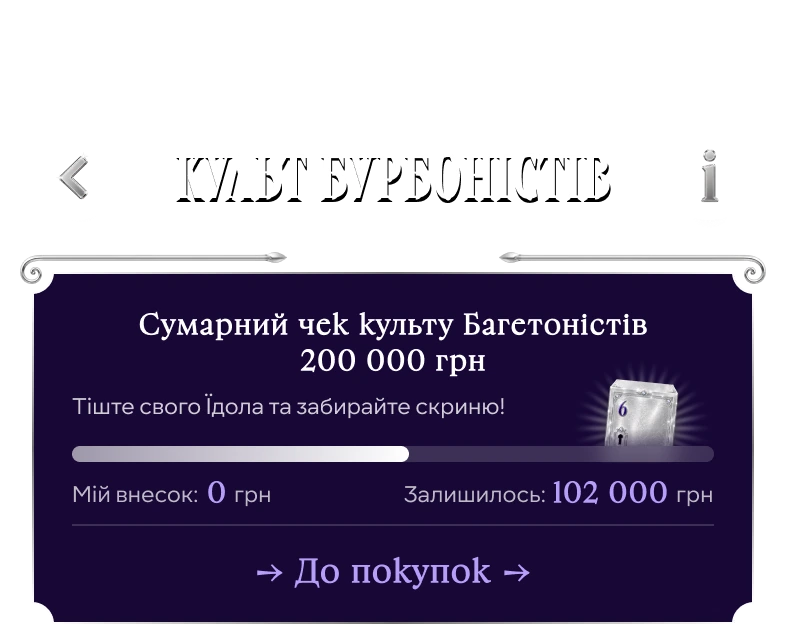 КУЛЬТ БУРБОНІСТІВ
Сумарний чек культу Багетоністів
200 000 грн
Тіште свого Їдола та забирайте скриню!
6
Мій внесок: 0 грн
Залишилось: 102 000 грн
→ До покупок →